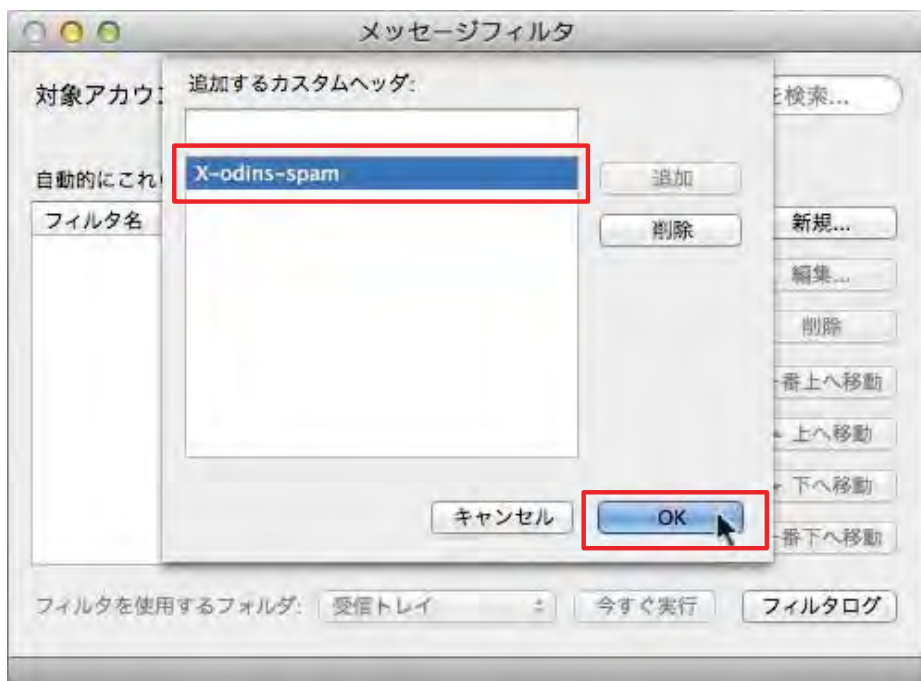 メッセージフィルタ
対象アカウ
追加するカスタムヘッダ:
を検索...
自動的にこれ
X-odins-spam
追加
フィルタ名
削除
新規...
編集...
削除
一番上へ移動
上へ移動
下へ移動
キャンセル
OK
一番下へ移動
フィルタを使用するフォルダ:
受信トレイ
今すぐ実行
フィルタログ